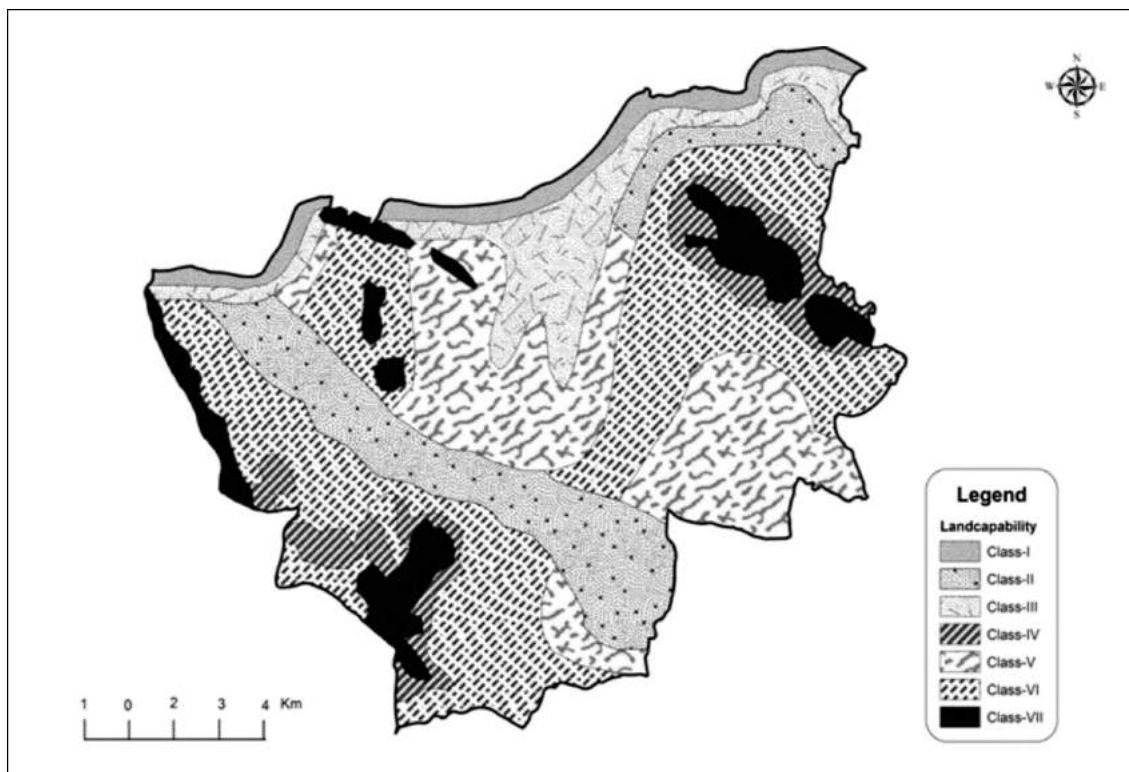 N
W E
S
Legend
Landcapability
Class-I
Class-II
Class-III
Class-IV
Class-V
Class-VI
Class-VII
1 0 2 3 4 Km